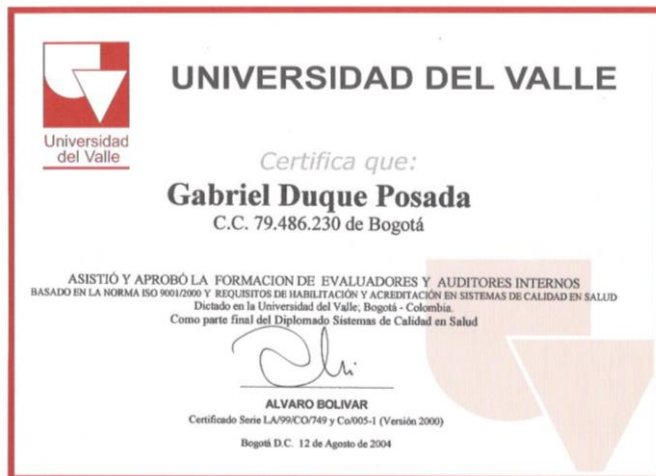 UNIVERSIDAD DEL VALLE
Universidad
del Valle
Certifica que:
Gabriel Duque Posada
C.C. 79.486.230 de Bogotá
ASISTIÓ Y APROBÓ LA FORMACION DE EVALUADORES Y AUDITORES INTERNOS
BASADO EN LA NORMA ISO 9001/2000 Y REQUISITOS DE HABILITACIÓN Y ACREDITACIÓN EN SISTEMAS DE CALIDAD EN SALUD
Dictado en la Universidad del Valle, Bogotá - Colombia.
Como parte final del Diplomado Sistemas de Calidad en Salud
ALVARO BOLIVAR
Certificado Serie LA/99/CO/749 y Co/005-1 (Versión 2000)
Bogotá D.C. 12 de Agosto de 2004